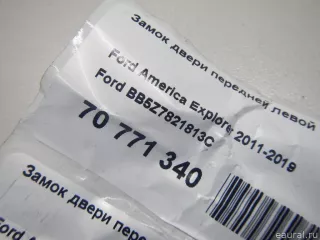 Замок двери передней левой
Ford America Explorer 2011-2019
Ford BB5Z7821813C
70 771 340
Замок двери перед
Ford
eaural.ru